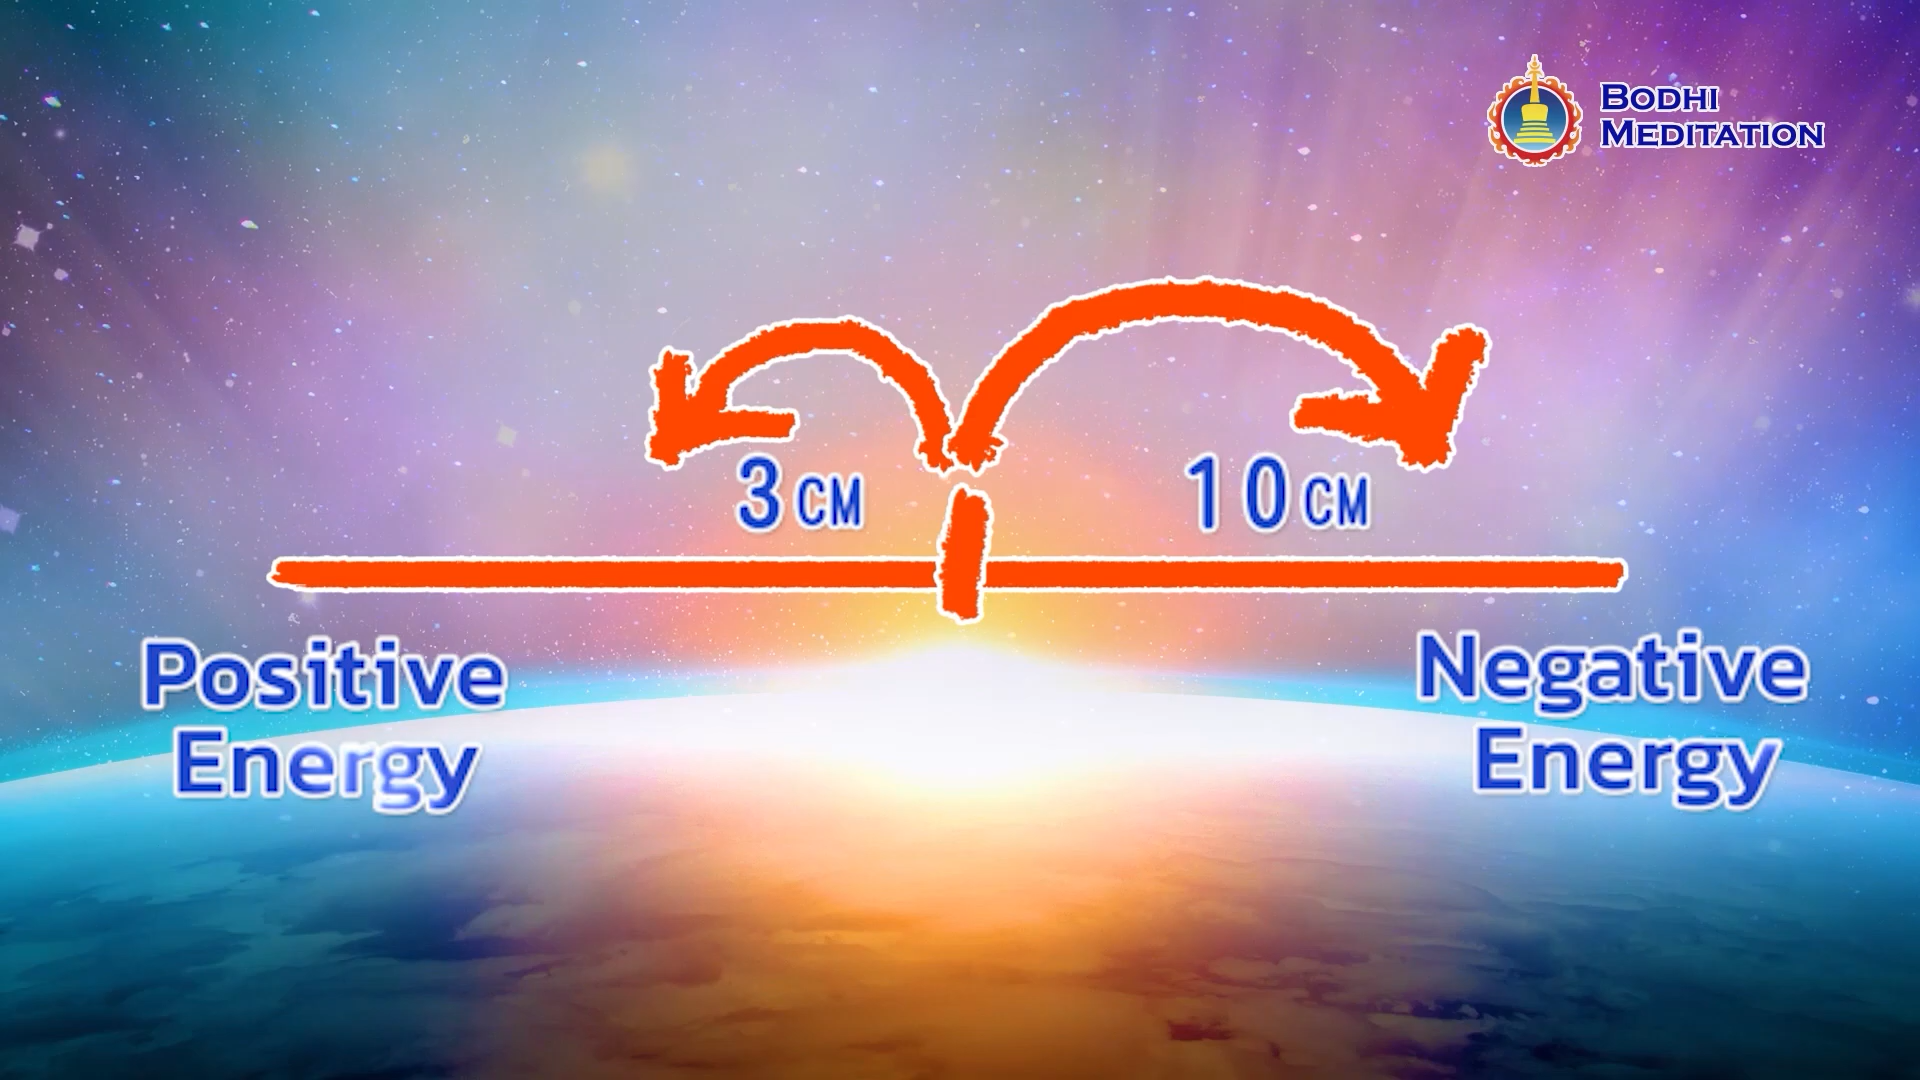 BODHI
MEDITATION
3 CM
10 CM
Positive
Energy
Negative
Energy